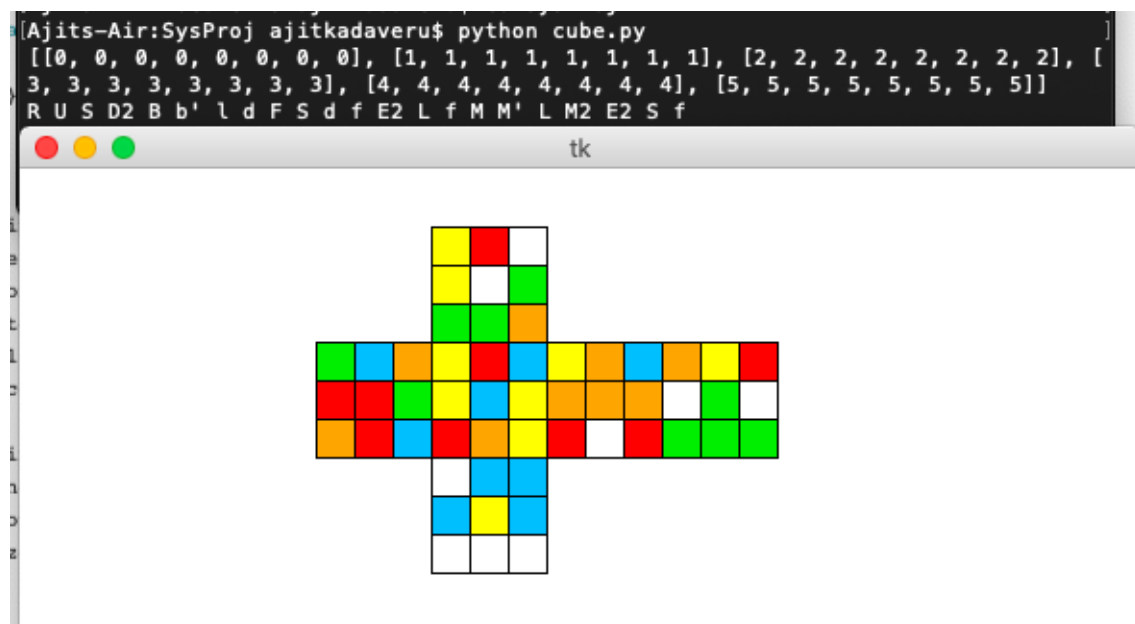 [Ajits-Air:SysProj ajitkadaveru$ python cube.py ]
[[0, 0, 0, 0, 0, 0, 0, 0], [1, 1, 1, 1, 1, 1, 1, 1], [2, 2, 2, 2, 2, 2, 2, 2], [
3, 3, 3, 3, 3, 3, 3, 3], [4, 4, 4, 4, 4, 4, 4, 4], [5, 5, 5, 5, 5, 5, 5, 5]]
R U S D2 B b' l d F S d f E2 L f M M' L M2 E2 S f
tk